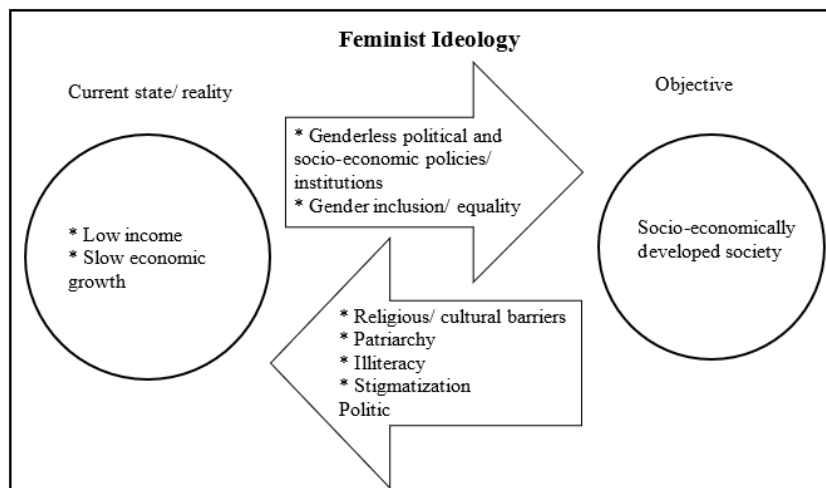 Feminist Ideology
Current state/ reality
* Low income
* Slow economic
growth
* Genderless political and
socio-economic policies/
institutions
* Gender inclusion/ equality
* Religious/ cultural barriers
* Patriarchy
* Illiteracy
* Stigmatization
Politic
Objective
Socio-economically
developed society